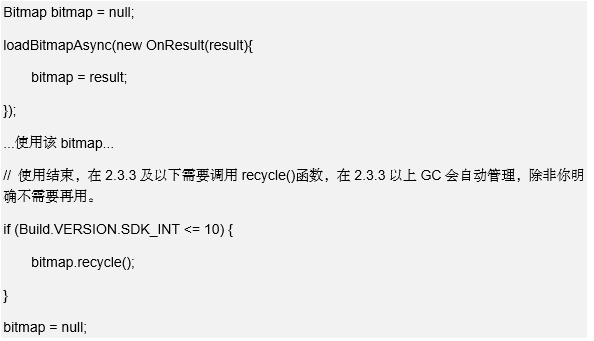 Bitmap bitmap = null;
loadBitmapAsync(new OnResult(result){
bitmap = result;
});
...使用该 bitmap...
// 使用结束，在 2.3.3 及以下需要调用 recycle()函数，在 2.3.3 以上 GC 会自动管理，除非你明
确不需要再用。
if (Build.VERSION.SDK_INT <= 10) {
bitmap.recycle();
}
bitmap = null;